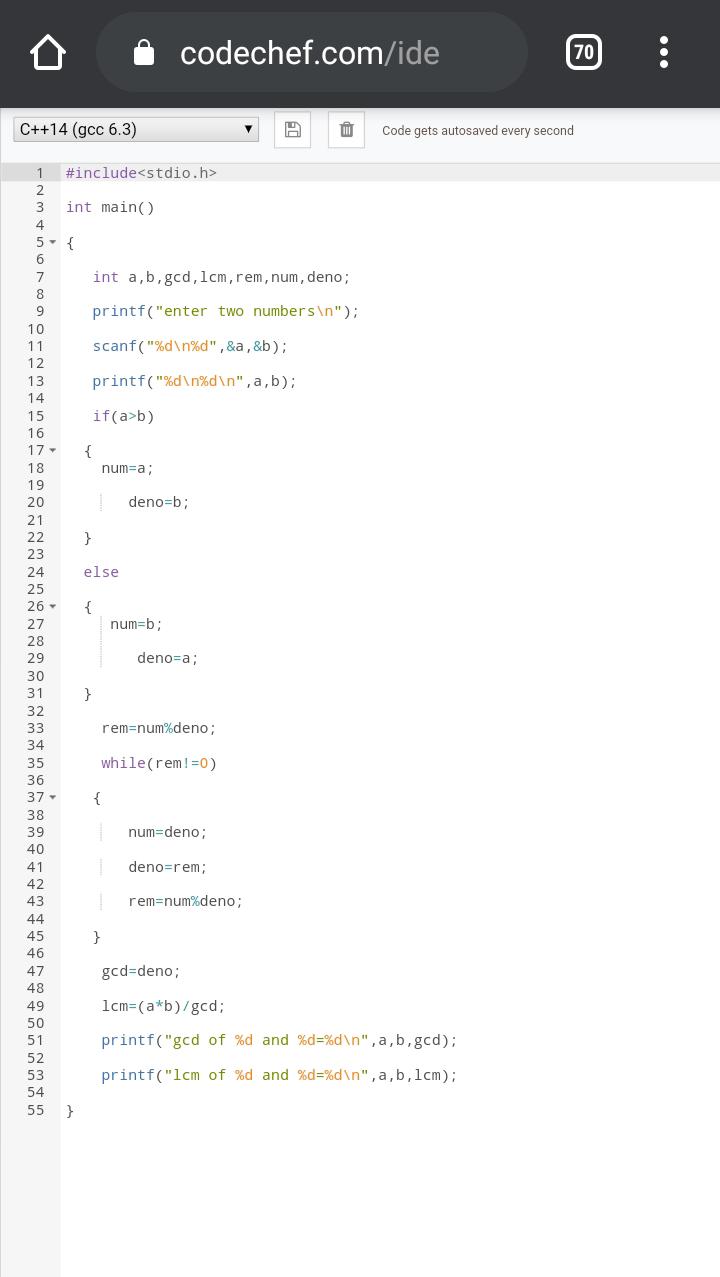 codechef.com/ide
70
C++14 (gcc 6.3)
Code gets autosaved every second
1 #include<stdio.h>
2
3 int main()
4
5 {
6
7 int a,b,gcd,lcm,rem,num,deno;
8
9 printf("enter two numbers\n");
10
11 scanf("%d\n%d",&a,&b);
12
13 printf("%d\n%d\n",a,b);
14
15 if(a>b)
16
17 {
18 num=a;
19
20 deno=b;
21
22 }
23
24 else
25
26 {
27 num=b;
28
29 deno=a;
30
31 }
32
33 rem=num%deno;
34
35 while(rem!=0)
36
37 {
38
39 num=deno;
40
41 deno=rem;
42
43 rem=num%deno;
44
45 }
46
47 gcd=deno;
48
49 lcm=(a*b)/gcd;
50
51 printf("gcd of %d and %d=%d\n",a,b,gcd);
52
53 printf("lcm of %d and %d=%d\n",a,b,lcm);
54
55 }